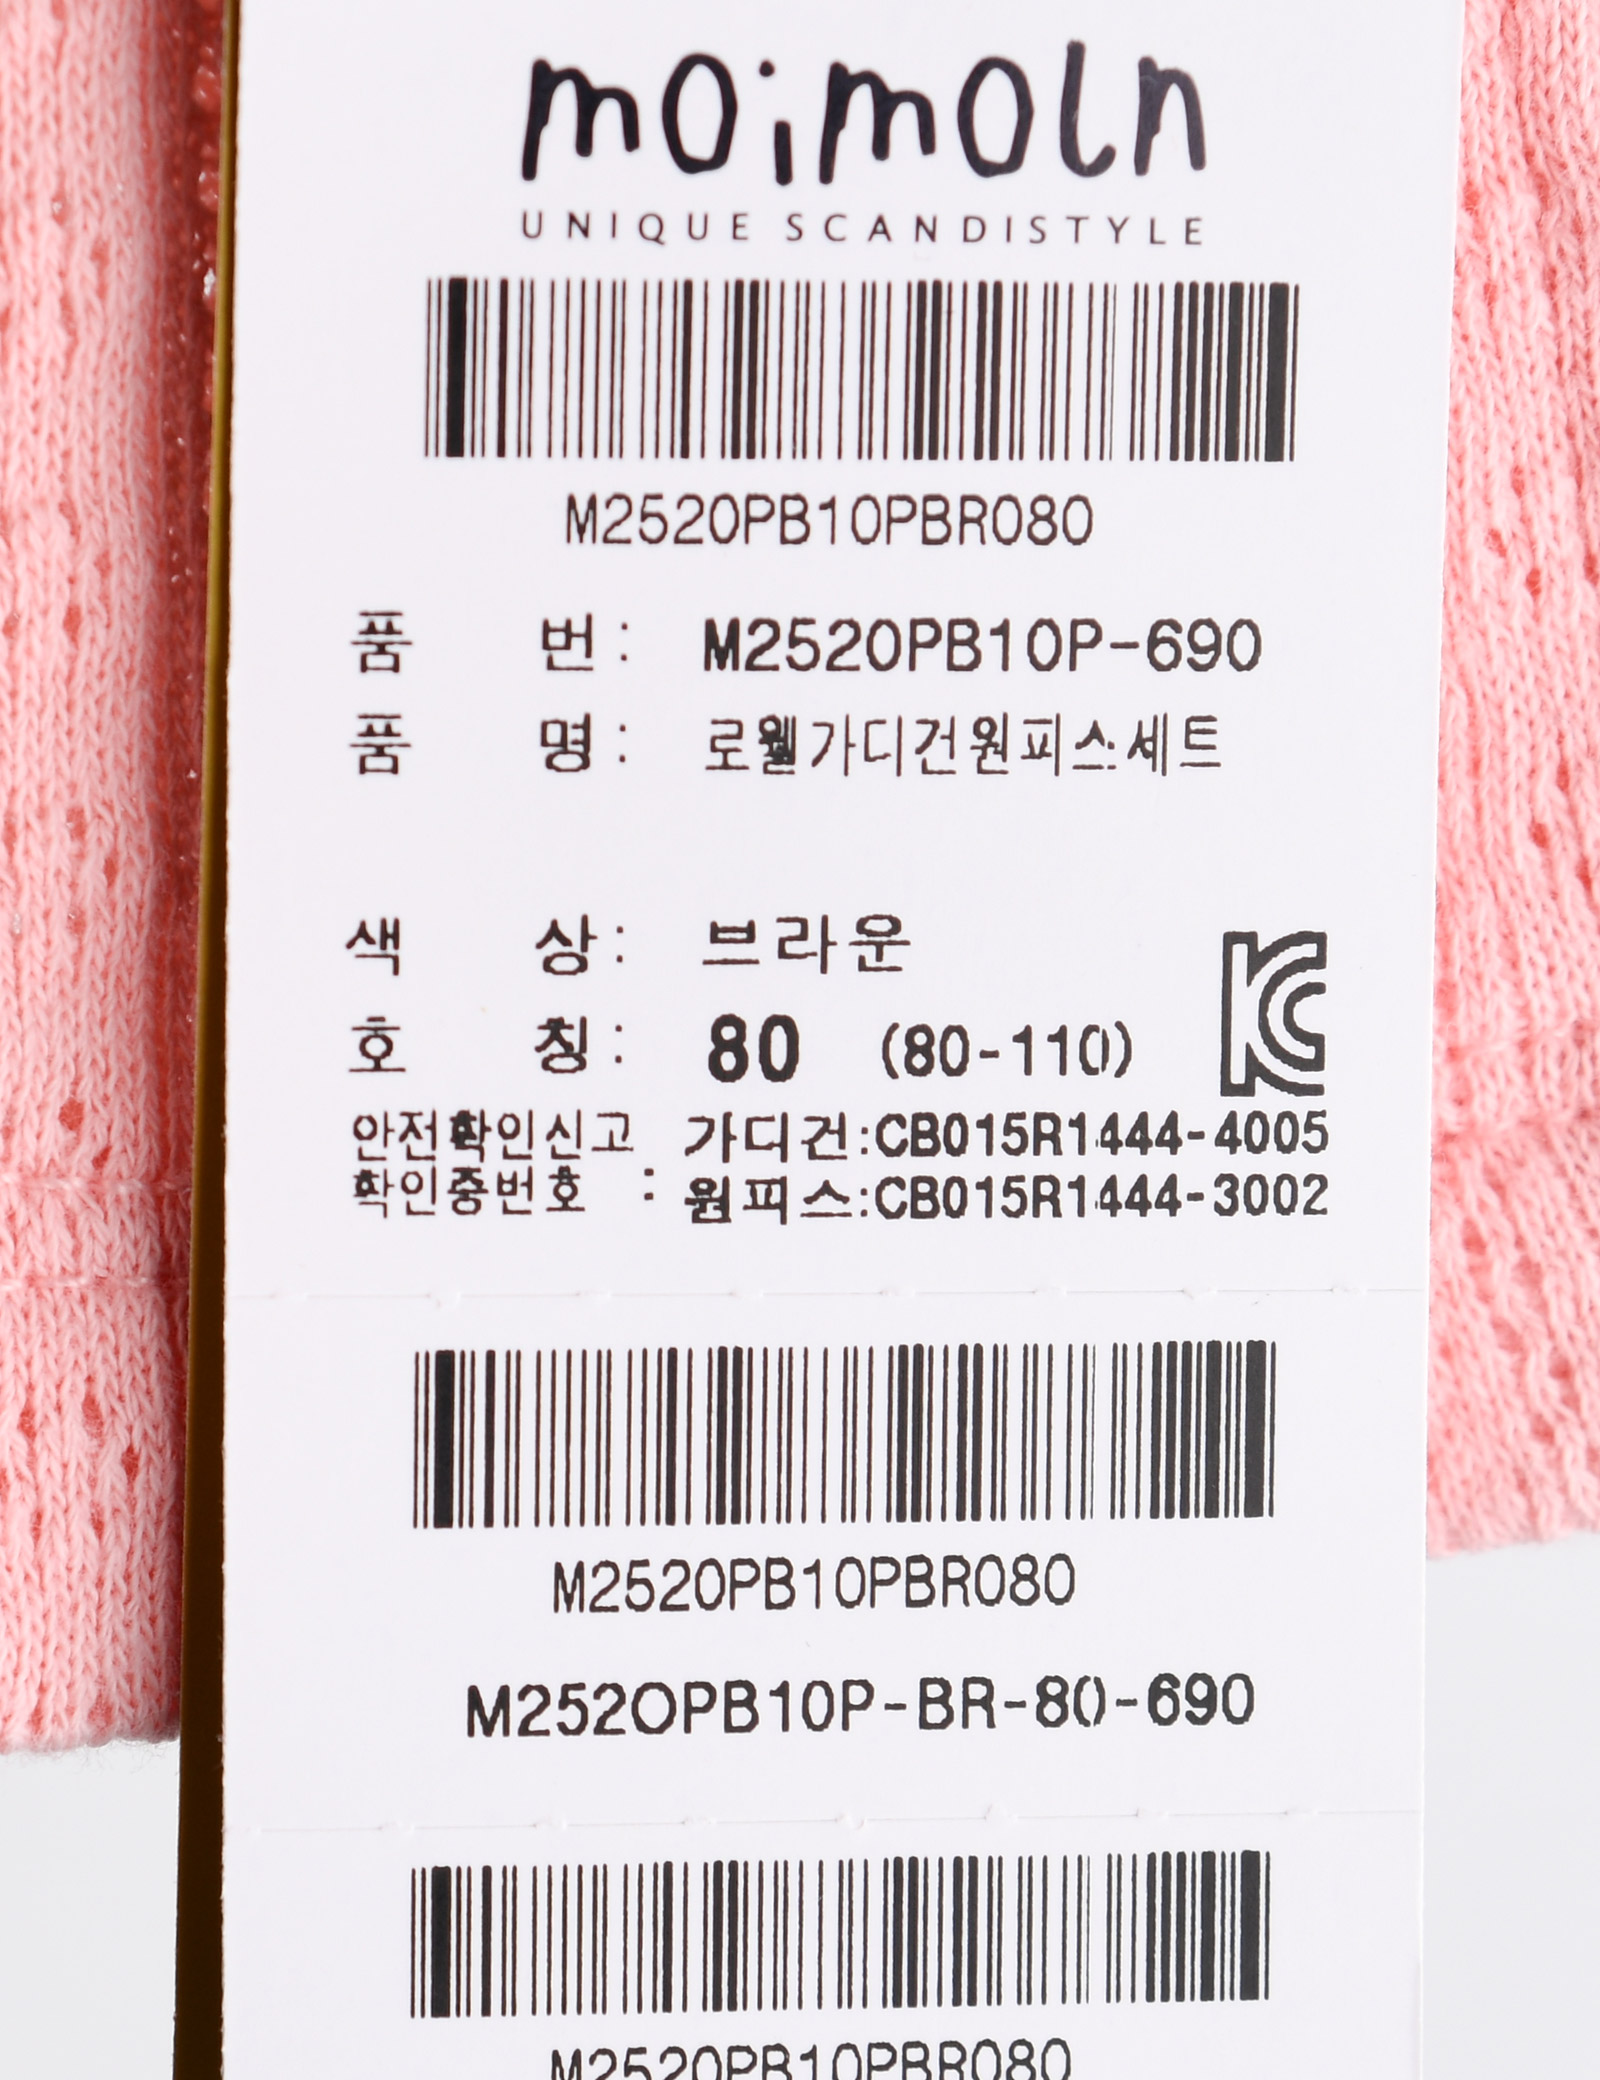 moimoln
UNIQUE SCANDISTYLE
M2520PB10PBR080
품 번 : M2520PB10P-690
품 명 : 로웰가디건원피스세트
색 상 : 브라운
호 칭 : 80 (80-110)
안전확인신고 가디건:CB015R1444-4005
확인증번호 : 원피스:CB015R1444-3002
M2520PB10PBR080
M252OPB10P-BR-80-690
M2520PB10PBR080